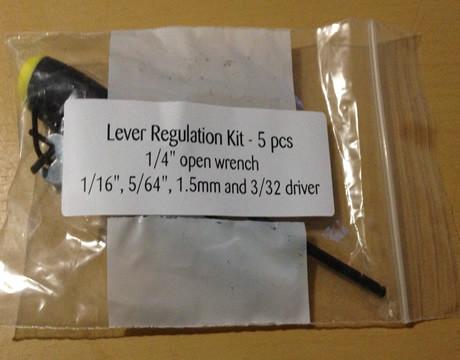 Lever Regulation Kit - 5 pcs
1/4" open wrench
1/16", 5/64", 1.5mm and 3/32 driver